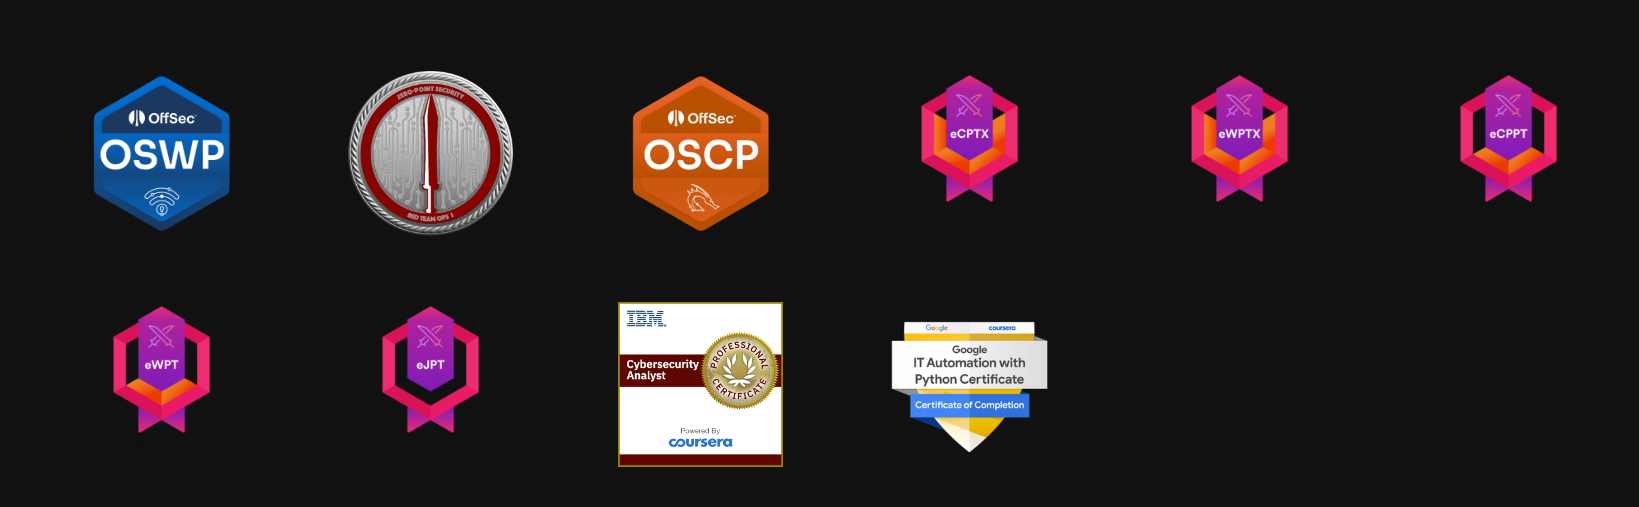 OffSec
OSWP
ZERO-POINT SECURITY
RED TEAM OPS 1
OffSec
OSCP
eCPTX
eWPTX
eCPPT
eWPT
eJPT
IBM
Cybersecurity
Analyst
PROFESSIONAL
CERTIFICATE
Powered By
coursera
Google
coursera
Google
IT Automation with
Python Certificate
Certificate of Completion